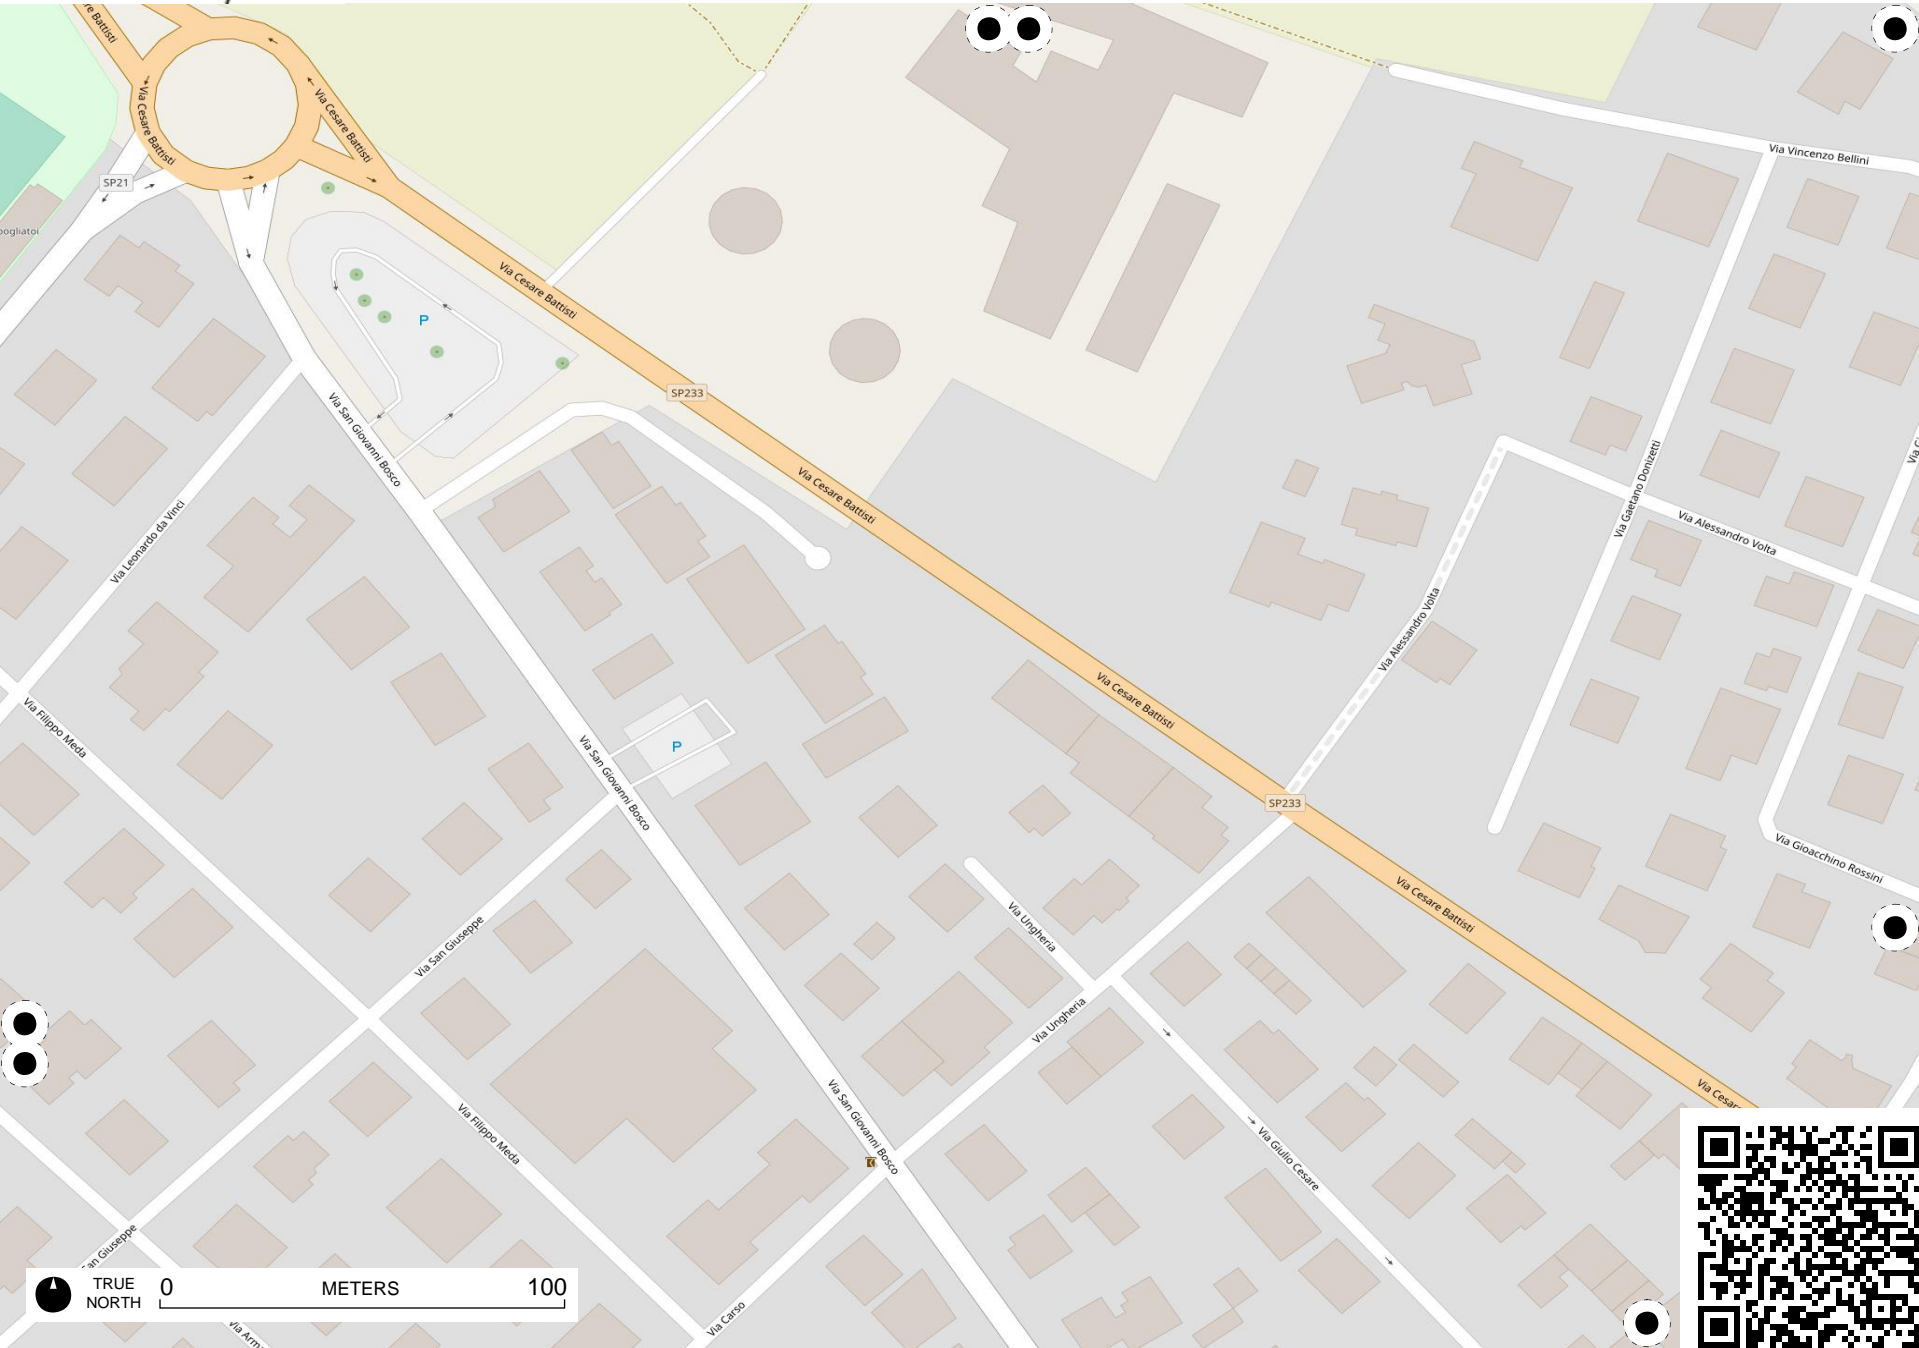 Via Cesare Battisti
Via Cesare Battisti
SP21
Via Vincenzo Bellini
Via Cesare Battisti
P
SP233
Via San Giovanni Bosco
Via Cesare Battisti
Via Gaetano Donizetti
Via Alessandro Volta
Via Leonardo da Vinci
Via Alessandro Volta
Via Filippo Meda
Via Cesare Battisti
P
Via San Giovanni Bosco
SP233
Via Gioacchino Rossini
Via Cesare Battisti
Via Ungheria
Via San Giuseppe
Via Ungheria
Via San Giovanni Bosco
Via Filippo Meda
Via Giulio Cesare
San Giuseppe
Via Carso
TRUE NORTH
0 METERS 100